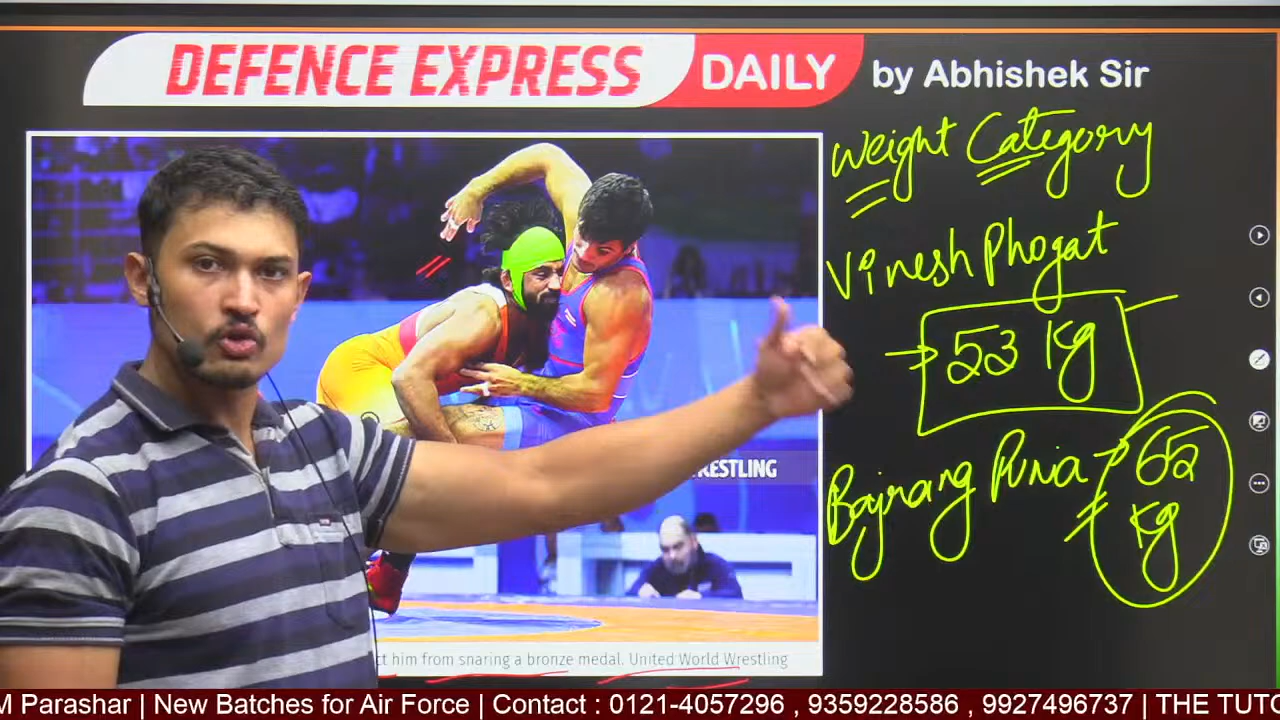 DEFENCE EXPRESS DAILY by Abhishek Sir
Weight Category
Vinesh Phogat
53 Kg
Bajrang Punia → 65
Kg
RESTLING
ct him from snaring a bronze medal. United World Wrestling
M Parashar | New Batches for Air Force | Contact : 0121-4057296 , 9359228586 , 9927496737 | THE TUTO